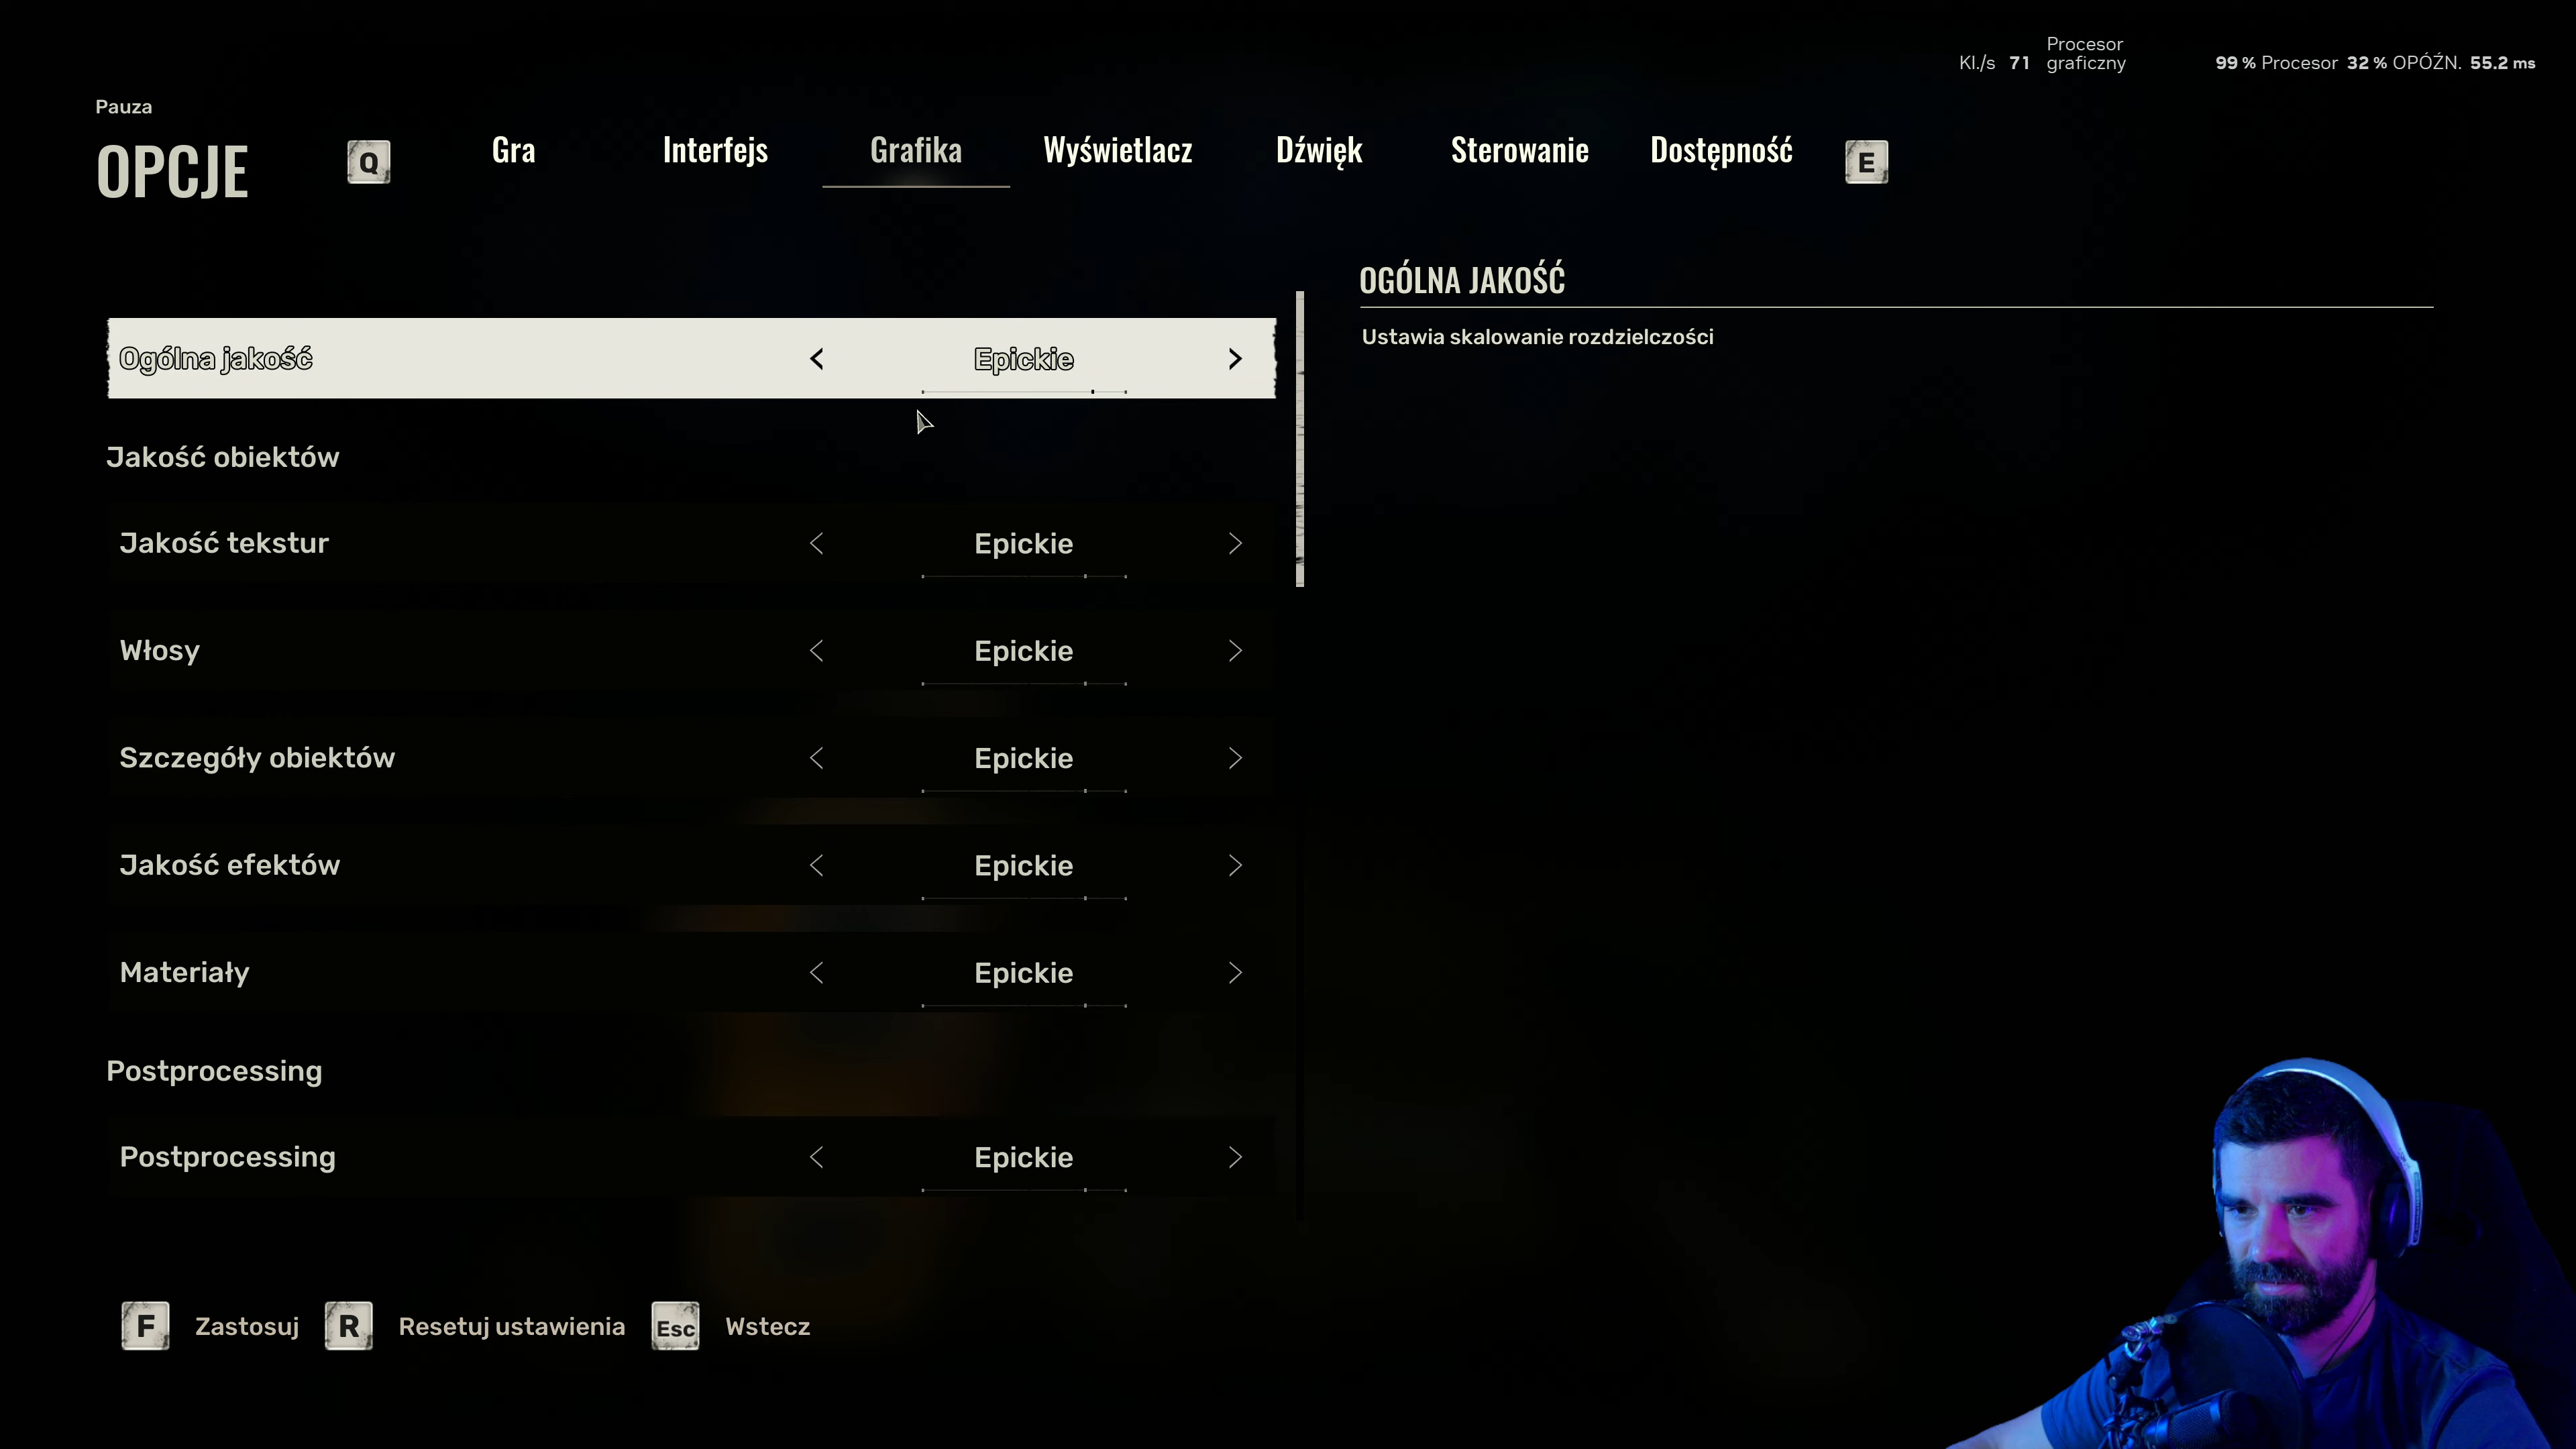 Kl./s 71 Procesor graficzny 99 % Procesor 32 % OPÓŹN. 55.2 ms
Pauza
OPCJE
Q Gra Interfejs Grafika Wyświetlacz Dźwięk Sterowanie Dostępność E
OGÓLNA JAKOŚĆ
Ustawia skalowanie rozdzielczości
Ogólna jakość Epickie
Jakość obiektów
Jakość tekstur Epickie
Włosy Epickie
Szczegóły obiektów Epickie
Jakość efektów Epickie
Materiały Epickie
Postprocessing
Postprocessing Epickie
F Zastosuj R Resetuj ustawienia Esc Wstecz